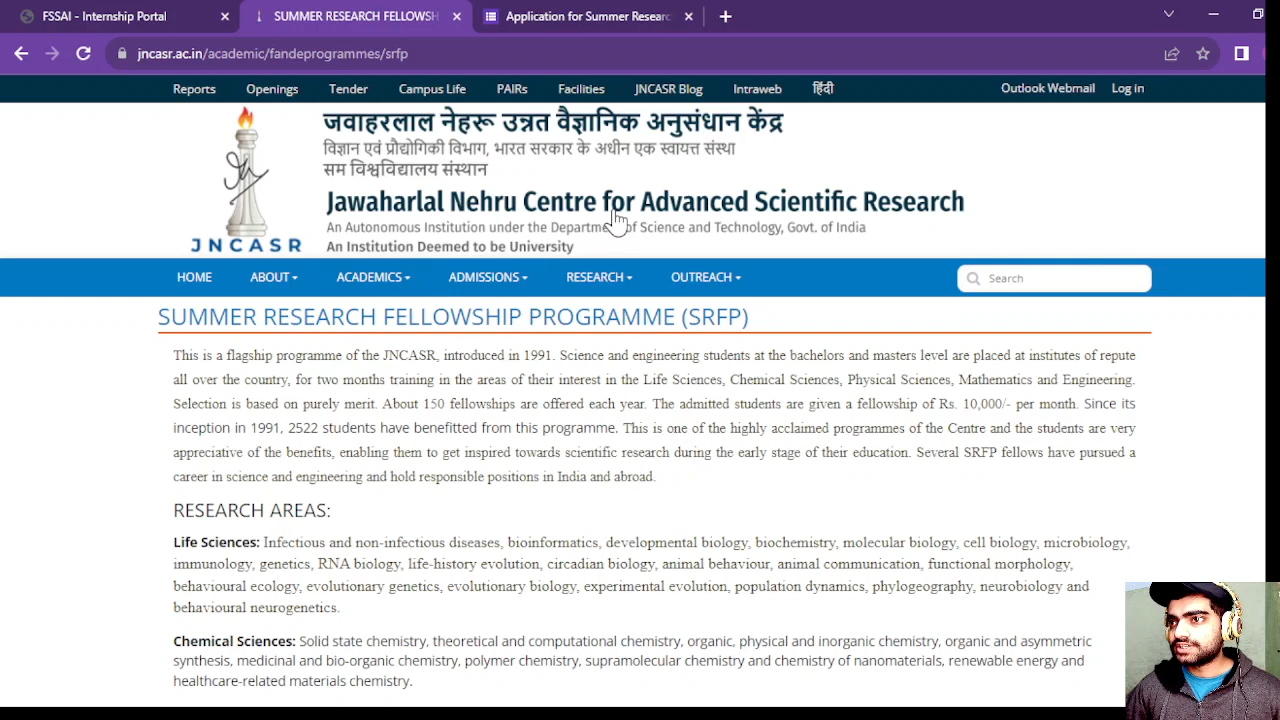 FSSAI - Internship Portal
SUMMER RESEARCH FELLOWSH
Application for Summer Researc
jncasr.ac.in/academic/fandeprogrammes/srfp
Reports Openings Tender Campus Life PAIRs Facilities JNCASR Blog Intraweb हिंदी Outlook Webmail Log in
जवाहरलाल नेहरू उन्नत वैज्ञानिक अनुसंधान केंद्र
विज्ञान एवं प्रौद्योगिकी विभाग, भारत सरकार के अधीन एक स्वायत्त संस्था
सम विश्वविद्यालय संस्थान
Jawaharlal Nehru Centre for Advanced Scientific Research
An Autonomous Institution under the Department of Science and Technology, Govt. of India
An Institution Deemed to be University
JNCASR
HOME ABOUT ACADEMICS ADMISSIONS RESEARCH OUTREACH Search
SUMMER RESEARCH FELLOWSHIP PROGRAMME (SRFP)
This is a flagship programme of the JNCASR, introduced in 1991. Science and engineering students at the bachelors and masters level are placed at institutes of repute
all over the country, for two months training in the areas of their interest in the Life Sciences, Chemical Sciences, Physical Sciences, Mathematics and Engineering.
Selection is based on purely merit. About 150 fellowships are offered each year. The admitted students are given a fellowship of Rs. 10,000/- per month. Since its
inception in 1991, 2522 students have benefitted from this programme. This is one of the highly acclaimed programmes of the Centre and the students are very
appreciative of the benefits, enabling them to get inspired towards scientific research during the early stage of their education. Several SRFP fellows have pursued a
career in science and engineering and hold responsible positions in India and abroad.
RESEARCH AREAS:
Life Sciences: Infectious and non-infectious diseases, bioinformatics, developmental biology, biochemistry, molecular biology, cell biology, microbiology,
immunology, genetics, RNA biology, life-history evolution, circadian biology, animal behaviour, animal communication, functional morphology,
behavioural ecology, evolutionary genetics, evolutionary biology, experimental evolution, population dynamics, phylogeography, neurobiology and
behavioural neurogenetics.
Chemical Sciences: Solid state chemistry, theoretical and computational chemistry, organic, physical and inorganic chemistry, organic and asymmetric
synthesis, medicinal and bio-organic chemistry, polymer chemistry, supramolecular chemistry and chemistry of nanomaterials, renewable energy and
healthcare-related materials chemistry.